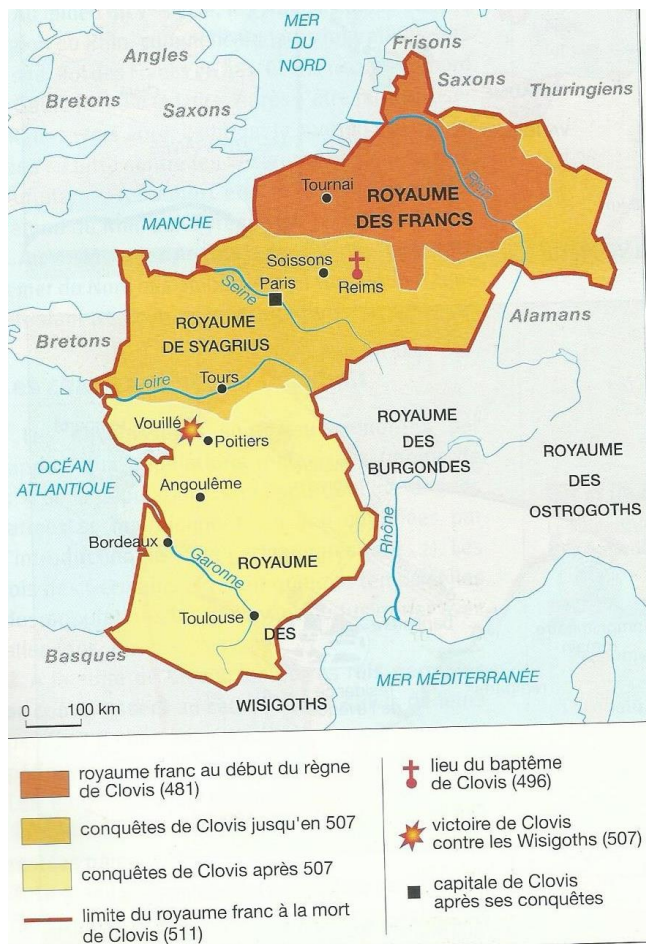 MER
DU
NORD
Angles
Bretons
Saxons
Frisons
Saxons
Thuringiens
Rhin
Tournai
ROYAUME
DES FRANCS
MANCHE
Soissons
Reims
Paris
Seine
ROYAUME
DE SYAGRIUS
Alamans
Bretons
Loire
Tours
Vouillé
Poitiers
ROYAUME
DES
BURGONDES
ROYAUME
DES
OSTROGOTHS
OCÉAN
ATLANTIQUE
Angoulême
Bordeaux
Garonne
ROYAUME
Rhône
Toulouse
DES
Basques
WISIGOTHS
MER MÉDITERRANÉE
0 100 km
royaume franc au début du règne
de Clovis (481)
conquêtes de Clovis jusqu'en 507
conquêtes de Clovis après 507
limite du royaume franc à la mort
de Clovis (511)
lieu du baptême
de Clovis (496)
victoire de Clovis
contre les Wisigoths (507)
capitale de Clovis
après ses conquêtes